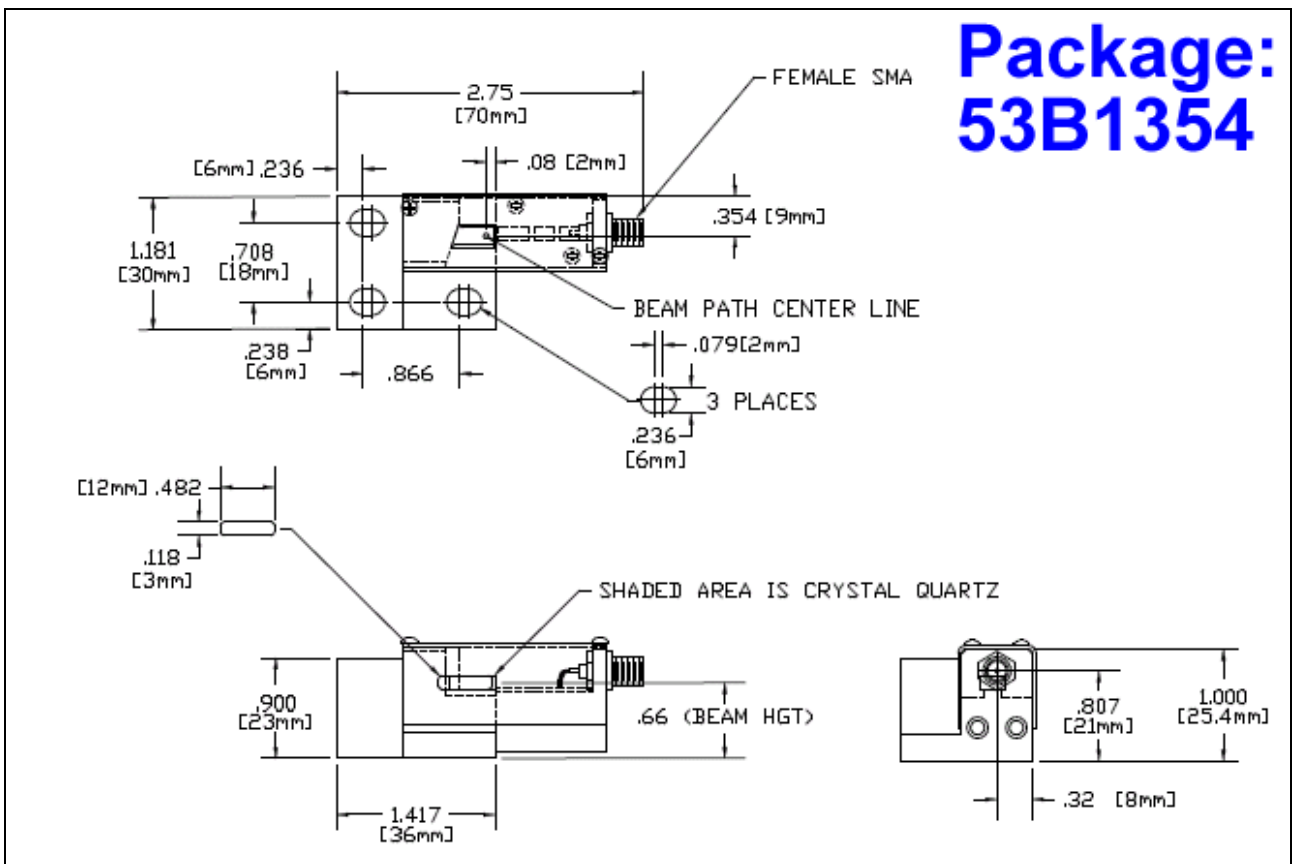 Package:
53B1354
FEMALE SMA
2.75
[70mm]
.08 [2mm]
[6mm] .236
.354 [9mm]
1.181
[30mm]
.708
[18mm]
BEAM PATH CENTER LINE
.238
[6mm]
.866
.079[2mm]
3 PLACES
.236
[6mm]
[12mm] .482
.118
[3mm]
SHADED AREA IS CRYSTAL QUARTZ
.900
[23mm]
.66 (BEAM HGT)
1.417
[36mm]
.807
[21mm]
1.000
[25.4mm]
.32 [8mm]